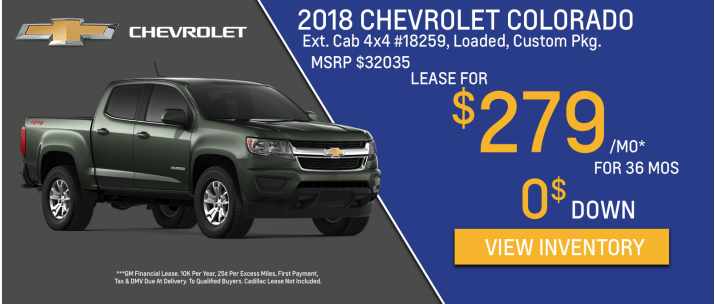 CHEVROLET
2018 CHEVROLET COLORADO
Ext. Cab 4x4 #18259, Loaded, Custom Pkg.
MSRP $32035
LEASE FOR
$279/MO*
FOR 36 MOS
0$ DOWN
VIEW INVENTORY
4x4
***GM Financial Lease. 10K Per Year, 25¢ Per Excess Miles, First Payment,
Tax & DMV Due At Delivery. To Qualified Buyers. Cadillac Lease Not Included.